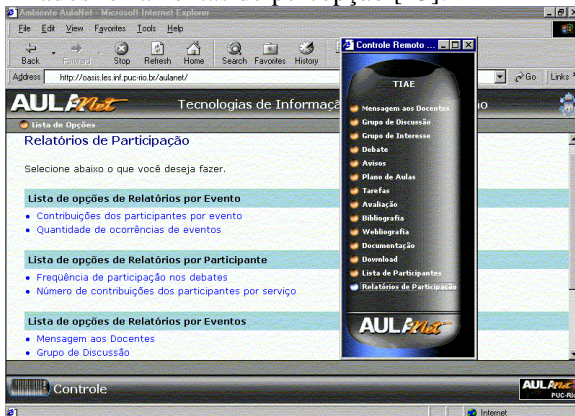 Ambiente AulaNet - Microsoft Internet Explorer
File Edit View Favorites Tools Help
Back Forward Stop Refresh Home Search Favorites History
Address http://oasis.les.inf.puc-rio.br/aulanet/ Go Links
AULANet Tecnologias de Informaç
Lista de Opções
Relatórios de Participação
Selecione abaixo o que você deseja fazer.
Lista de opções de Relatórios por Evento
• Contribuições dos participantes por evento
• Quantidade de ocorrências de eventos
Lista de opções de Relatórios por Participante
• Freqüência de participação nos debates
• Número de contribuições dos participantes por serviço
Lista de opções de Relatórios por Eventos
• Mensagem aos Docentes
• Grupo de Discussão
Controle Remoto ...
TIAE
Mensagem aos Docentes
Grupo de Discussão
Grupo de Interesse
Debate
Avisos
Plano de Aulas
Tarefas
Avaliação
Bibliografia
Webliografia
Documentação
Download
Lista de Participantes
Relatórios de Participação
AULANet
Controle
AULANet
PUC-Rio
Internet